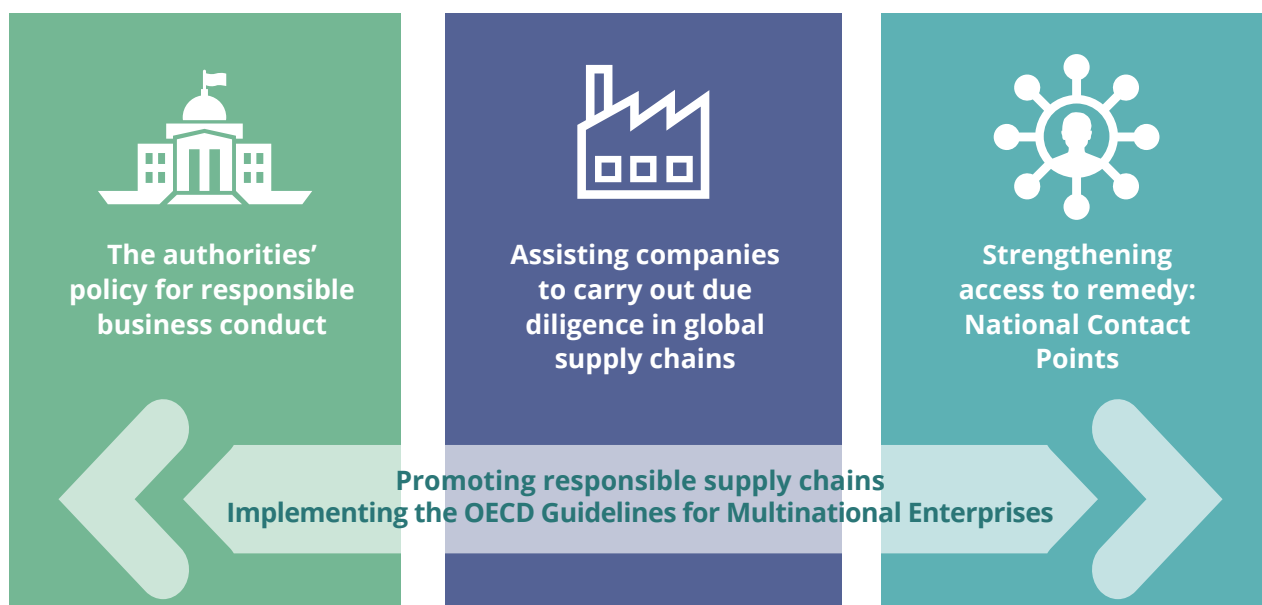 The authorities’
policy for responsible
business conduct
Assisting companies
to carry out due
diligence in global
supply chains
Strengthening
access to remedy:
National Contact
Points
Promoting responsible supply chains
Implementing the OECD Guidelines for Multinational Enterprises